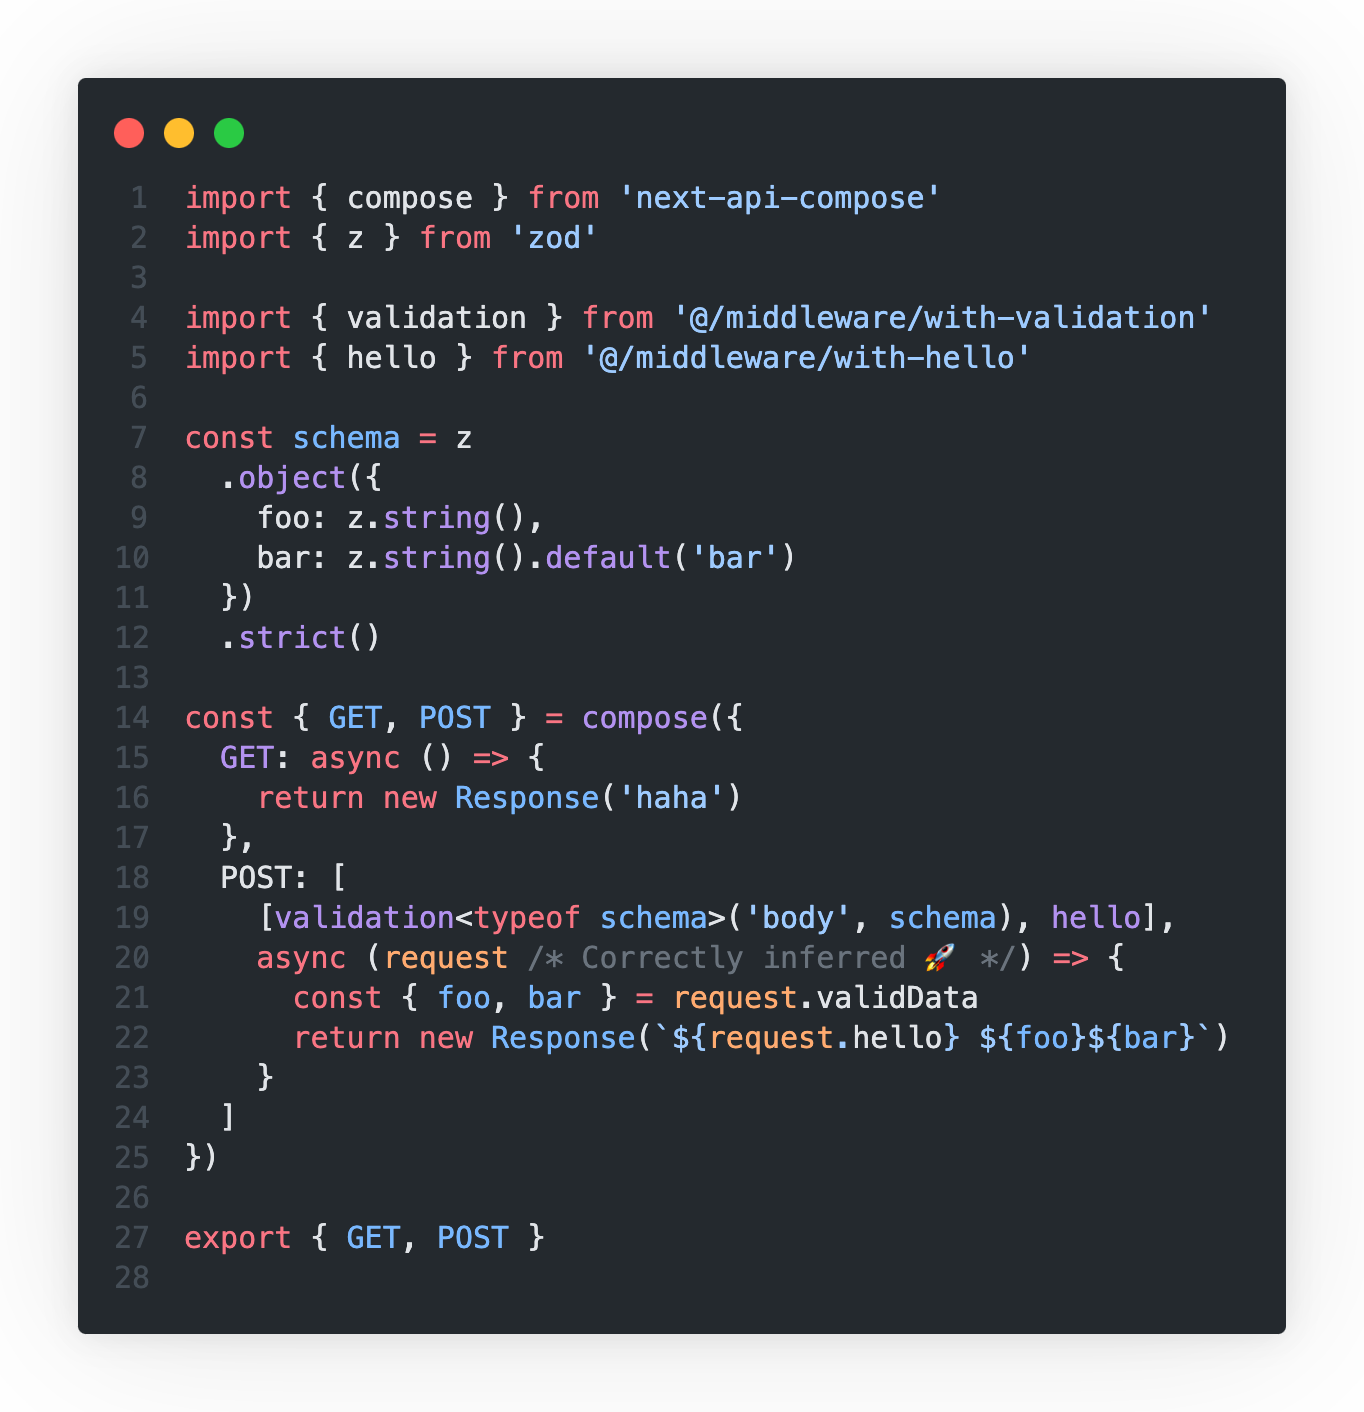 1 import { compose } from 'next-api-compose'
2 import { z } from 'zod'
3
4 import { validation } from '@/middleware/with-validation'
5 import { hello } from '@/middleware/with-hello'
6
7 const schema = z
8   .object({
9     foo: z.string(),
10     bar: z.string().default('bar')
11   })
12   .strict()
13
14 const { GET, POST } = compose({
15   GET: async () => {
16     return new Response('haha')
17   },
18   POST: [
19     [validation<typeof schema>('body', schema), hello],
20     async (request /* Correctly inferred 🚀 */) => {
21       const { foo, bar } = request.validData
22       return new Response(`${request.hello} ${foo}${bar}`)
23     }
24   ]
25 })
26
27 export { GET, POST }
28